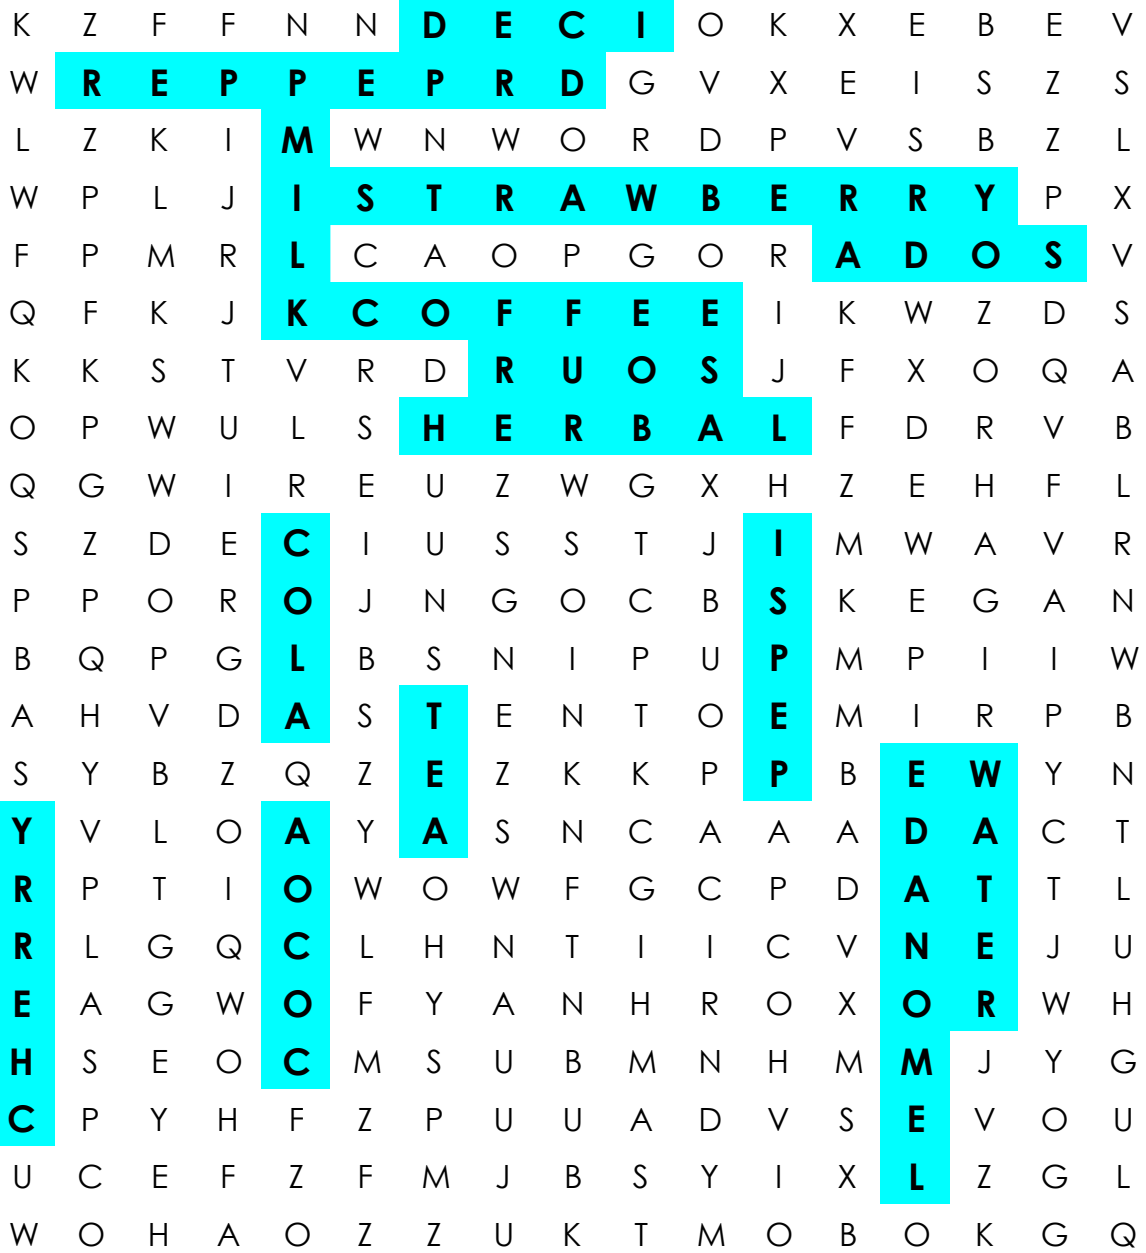 K Z F F N N D E C I O K X E B E V
W R E P P E P R D G V X E I S Z S
L Z K I M W N W O R D P V S B Z L
W P L J I S T R A W B E R R Y P X
F P M R L C A O P G O R A D O S V
Q F K J K C O F F E E I K W Z D S
K K S T V R D R U O S J F X O Q A
O P W U L S H E R B A L F D R V B
Q G W I R E U Z W G X H Z E H F L
S Z D E C I U S S T J I M W A V R
P P O R O J N G O C B S K E G A N
B Q P G L B S N I P U P M P I I W
A H V D A S T E N T O E M I R P B
S Y B Z Q Z E Z K K P P B E W Y N
Y V L O A Y A S N C A A A D A C T
R P T I O W O W F G C P D A T T L
R L G Q C L H N T I I C V N E J U
E A G W O F Y A N H R O X O R W H
H S E O C M S U B M N H M M J Y G
C P Y H F Z P U U A D V S E V O U
U C E F Z F M J B S Y I X L Z G L
W O H A O Z Z U K T M O B O K G Q